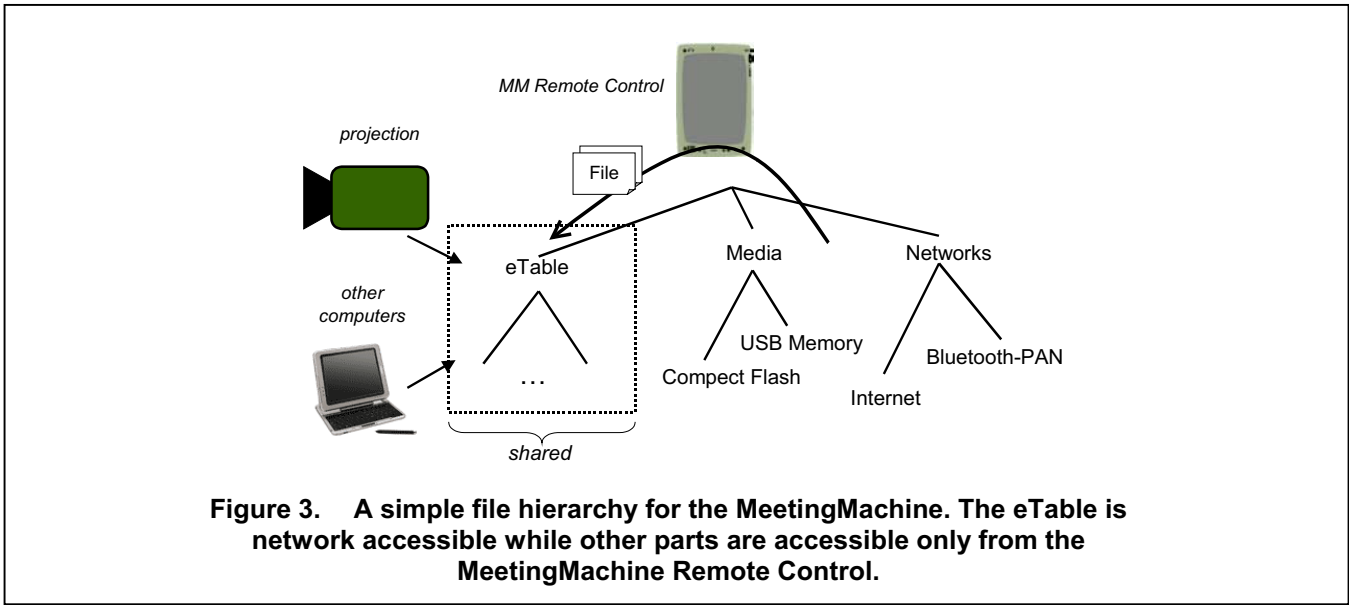 MM Remote Control
projection
File
eTable
Media
Networks
other
computers
USB Memory
Bluetooth-PAN
Compect Flash
...
Internet
shared
Figure 3. A simple file hierarchy for the MeetingMachine. The eTable is
network accessible while other parts are accessible only from the
MeetingMachine Remote Control.